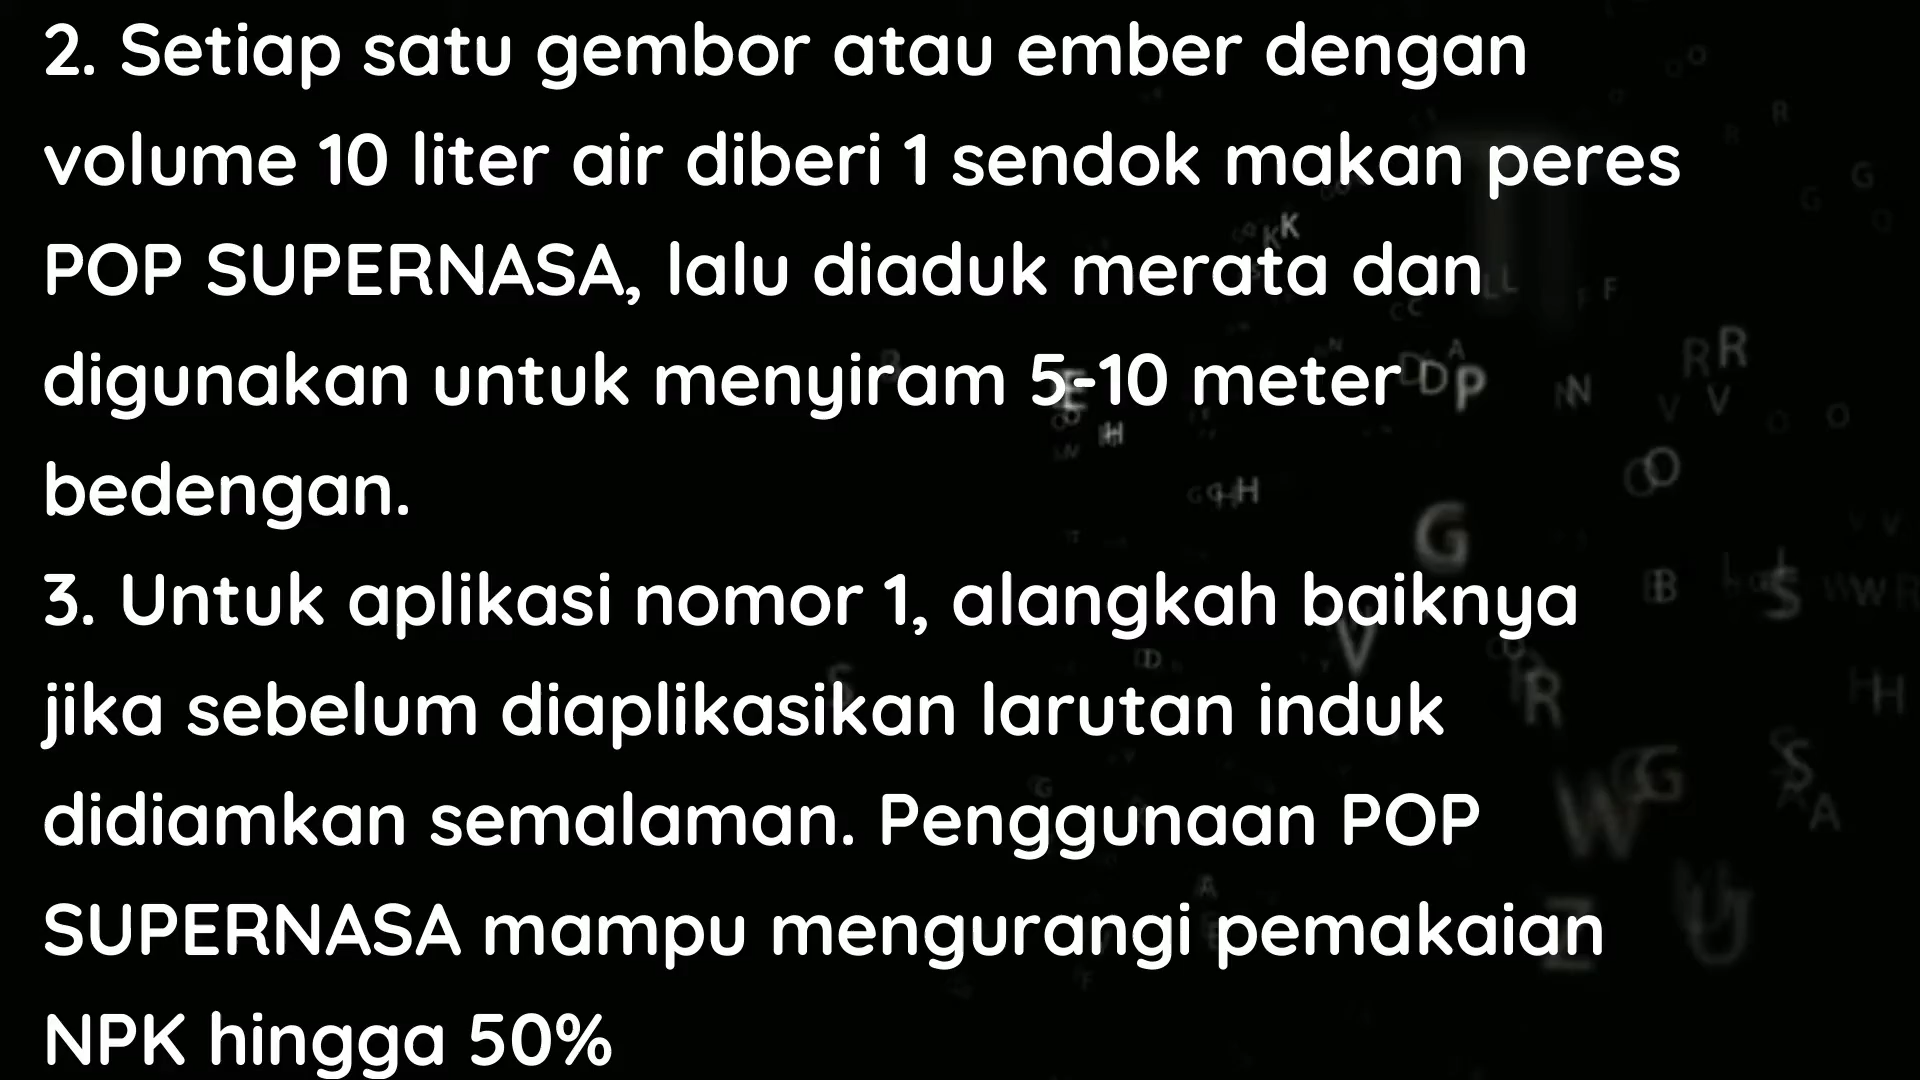 2. Setiap satu gembor atau ember dengan
volume 10 liter air diberi 1 sendok makan peres
POP SUPERNASA, lalu diaduk merata dan
digunakan untuk menyiram 5-10 meter
bedengan.
3. Untuk aplikasi nomor 1, alangkah baiknya
jika sebelum diaplikasikan larutan induk
didiamkan semalaman. Penggunaan POP
SUPERNASA mampu mengurangi pemakaian
NPK hingga 50%